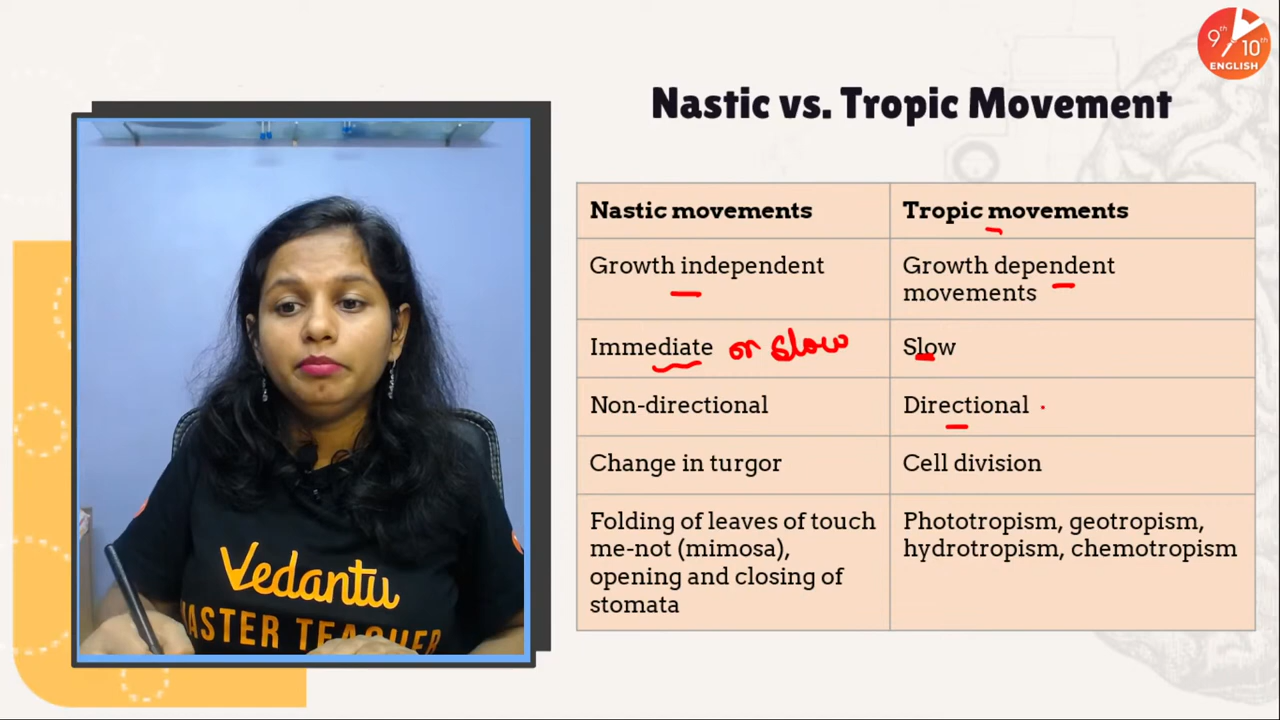 9th 10th
ENGLISH
Nastic vs. Tropic Movement
Nastic movements
Tropic movements
Growth independent
Growth dependent
movements
Immediate or slow
Slow
Non-directional
Directional
Change in turgor
Cell division
Folding of leaves of touch
me-not (mimosa),
opening and closing of
stomata
Phototropism, geotropism,
hydrotropism, chemotropism
Vedantu
MASTER TEACHER